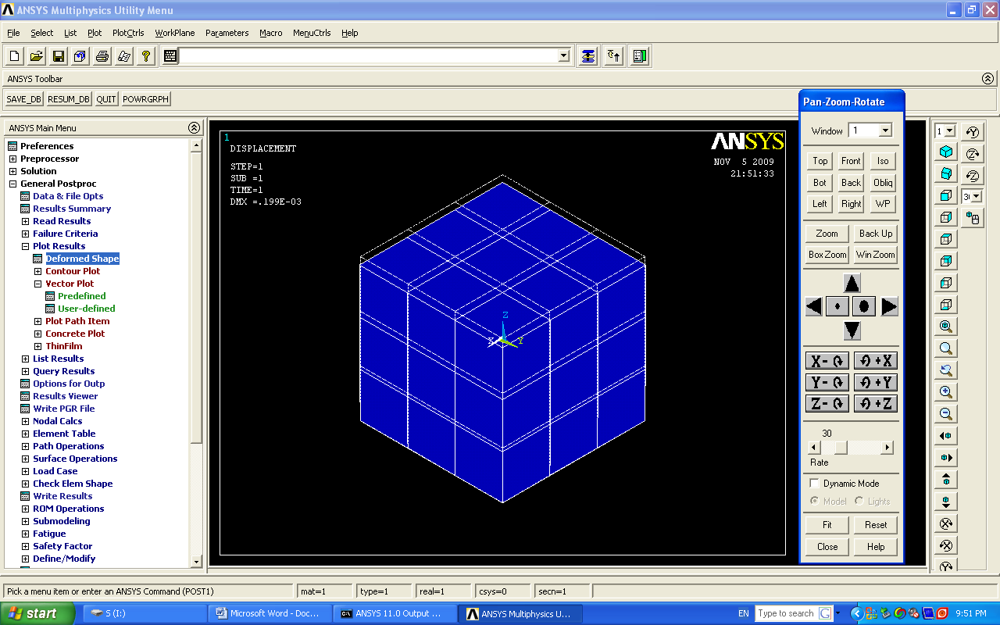 ANSYS Multiphysics Utility Menu
File Select List Plot PlotCtrls WorkPlane Parameters Macro MenuCtrls Help
ANSYS Toolbar
SAVE_DB RESUM_DB QUIT POWRGRPH
ANSYS Main Menu
Preferences
Preprocessor
Solution
General Postproc
Data & File Opts
Results Summary
Read Results
Failure Criteria
Plot Results
Deformed Shape
Contour Plot
Vector Plot
Predefined
User-defined
Plot Path Item
Concrete Plot
ThinFilm
List Results
Query Results
Options for Outp
Results Viewer
Write PGR File
Nodal Calcs
Element Table
Path Operations
Surface Operations
Load Case
Check Elem Shape
Write Results
ROM Operations
Submodeling
Fatigue
Safety Factor
Define/Modify
1
DISPLACEMENT
STEP=1
SUB =1
TIME=1
DMX =.199E-03
ANSYS
NOV 5 2009
21:51:33
Z
X Y
Pan-Zoom-Rotate
Window 1
Top Front Iso
Bot Back Obliq
Left Right WP
Zoom Back Up
Box Zoom Win Zoom
X- +X
Y- +Y
Z- +Z
30
Rate
Dynamic Mode
Model Lights
Fit Reset
Close Help
1
Pick a menu item or enter an ANSYS Command (POST1) mat=1 type=1 real=1 csys=0 secn=1
start S (I:) Microsoft Word - Doc... ANSYS 11.0 Output ... ANSYS Multiphysics U... EN Type to search 9:51 PM